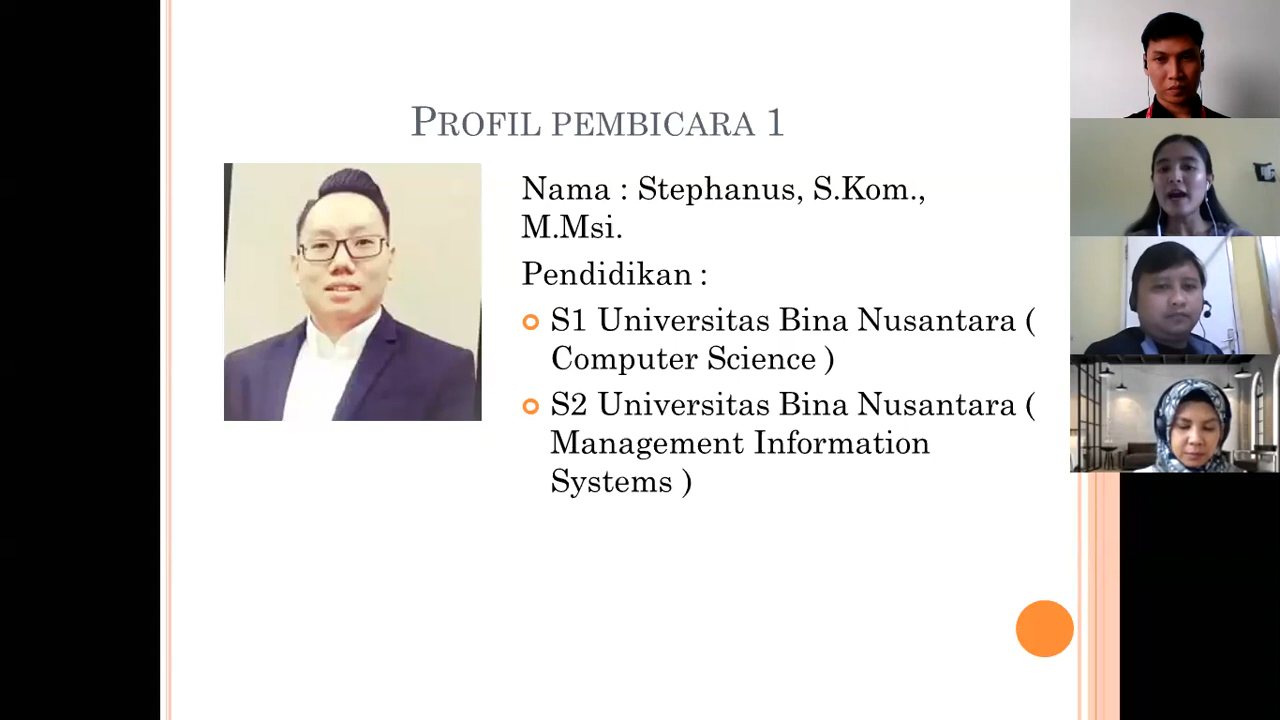 Profil pembicara 1
Nama : Stephanus, S.Kom.,
M.Msi.
Pendidikan :
S1 Universitas Bina Nusantara (
Computer Science )
S2 Universitas Bina Nusantara (
Management Information
Systems )